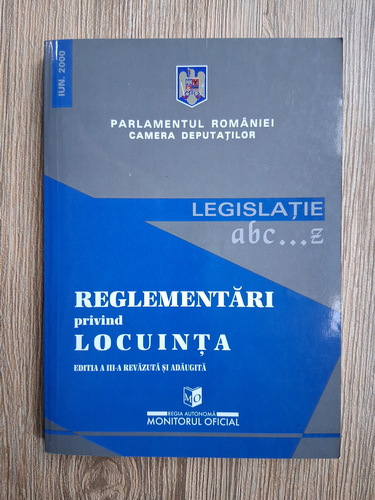 IUN. 2000
PARLAMENTUL ROMÂNIEI
CAMERA DEPUTAȚILOR
LEGISLAȚIE
abc...z
REGLEMENTĂRI
privind
LOCUINȚA
EDITIA A III-A REVĂZUTĂ ȘI ADĂUGITĂ
MO
REGIA AUTONOMĂ
MONITORUL OFICIAL